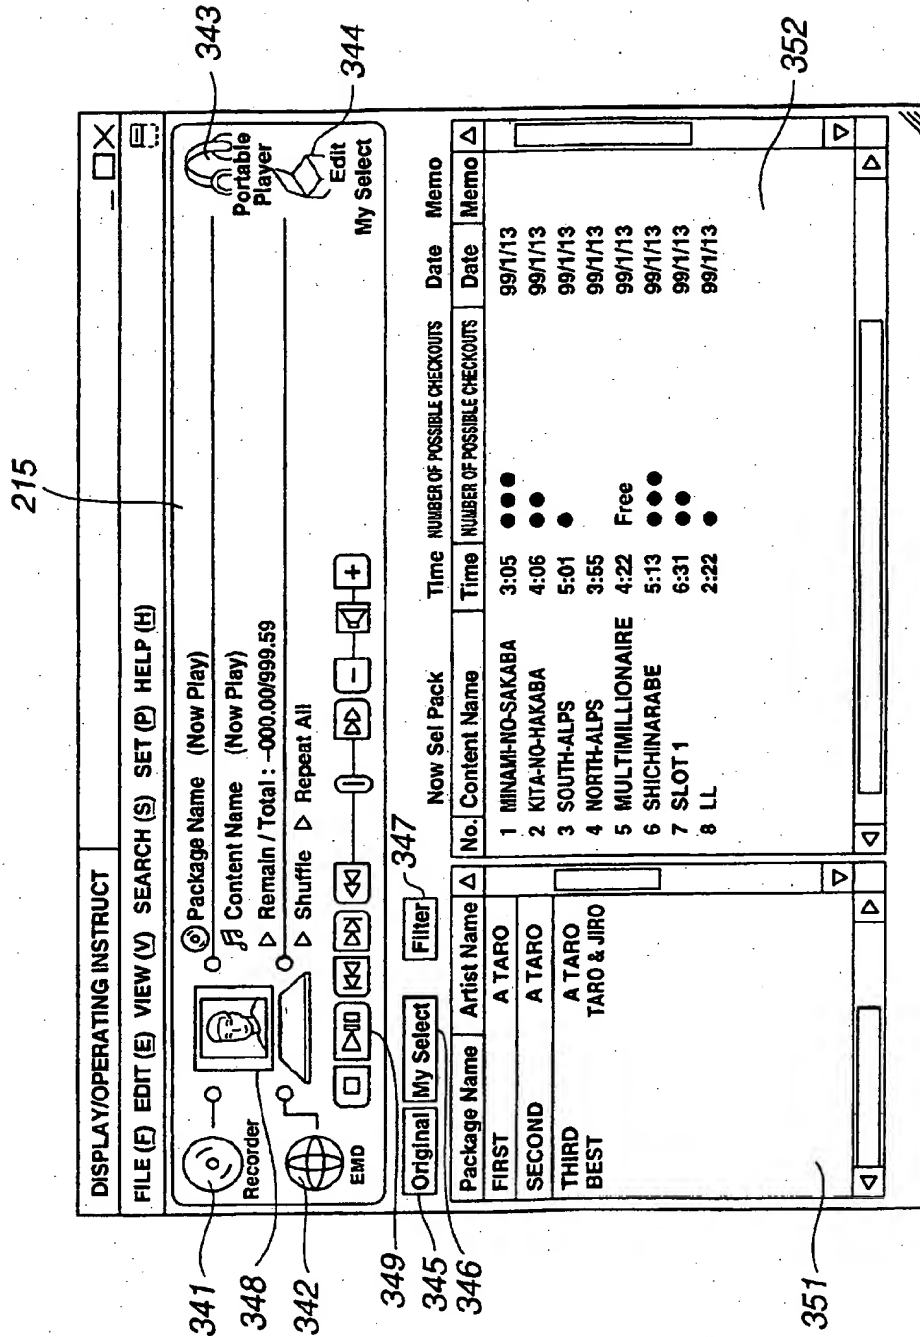 215
DISPLAY/OPERATING INSTRUCT
FILE (F) EDIT (E) VIEW (V) SEARCH (S) SET (P) HELP (H)
341
Recorder
348
342
EMD
Package Name (Now Play)
Content Name (Now Play)
Remain / Total : -000.00/999.59
Shuffle Repeat All
343
Portable
Player
344
Edit
My Select
349
345
346
347
Original My Select Filter
Now Sel Pack Time NUMBER OF POSSIBLE CHECKOUTS Date Memo
Package Name Artist Name
FIRST A TARO
SECOND A TARO
THIRD A TARO
BEST TARO & JIRO
351
No. Content Name Time NUMBER OF POSSIBLE CHECKOUTS Date Memo
1 MINAMI-NO-SAKABA 3:05 ●●● 99/1/13
2 KITA-NO-HAKABA 4:06 ●● 99/1/13
3 SOUTH-ALPS 5:01 ● 99/1/13
4 NORTH-ALPS 3:55 99/1/13
5 MULTIMILLIONAIRE 4:22 Free 99/1/13
6 SHICHINARABE 5:13 ●●● 99/1/13
7 SLOT 1 6:31 ●● 99/1/13
8 LL 2:22 ● 99/1/13
352